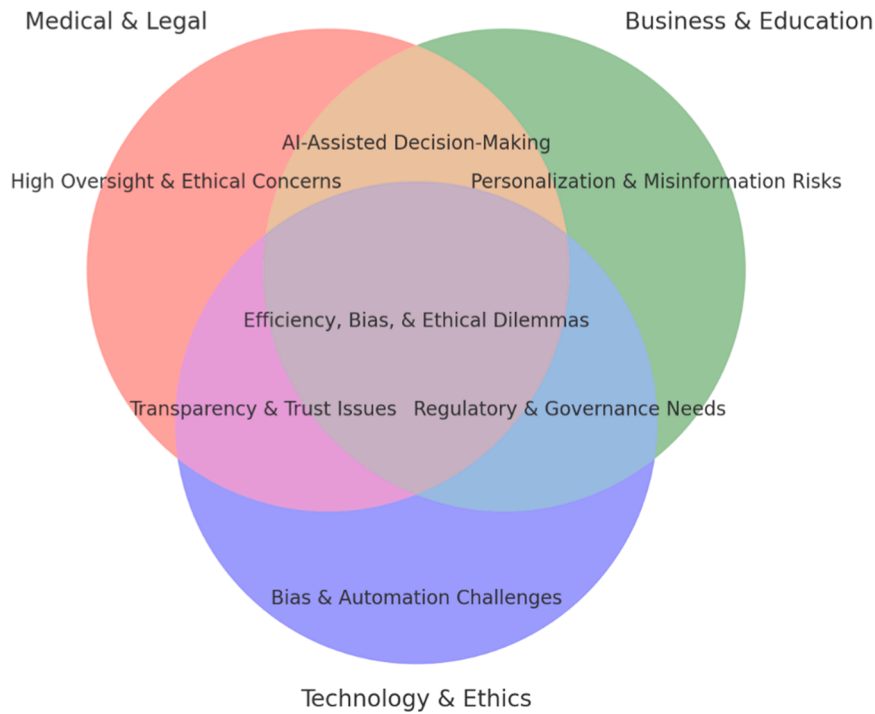 Medical & Legal
Business & Education
AI-Assisted Decision-Making
High Oversight & Ethical Concerns
Personalization & Misinformation Risks
Efficiency, Bias, & Ethical Dilemmas
Transparency & Trust Issues
Regulatory & Governance Needs
Bias & Automation Challenges
Technology & Ethics